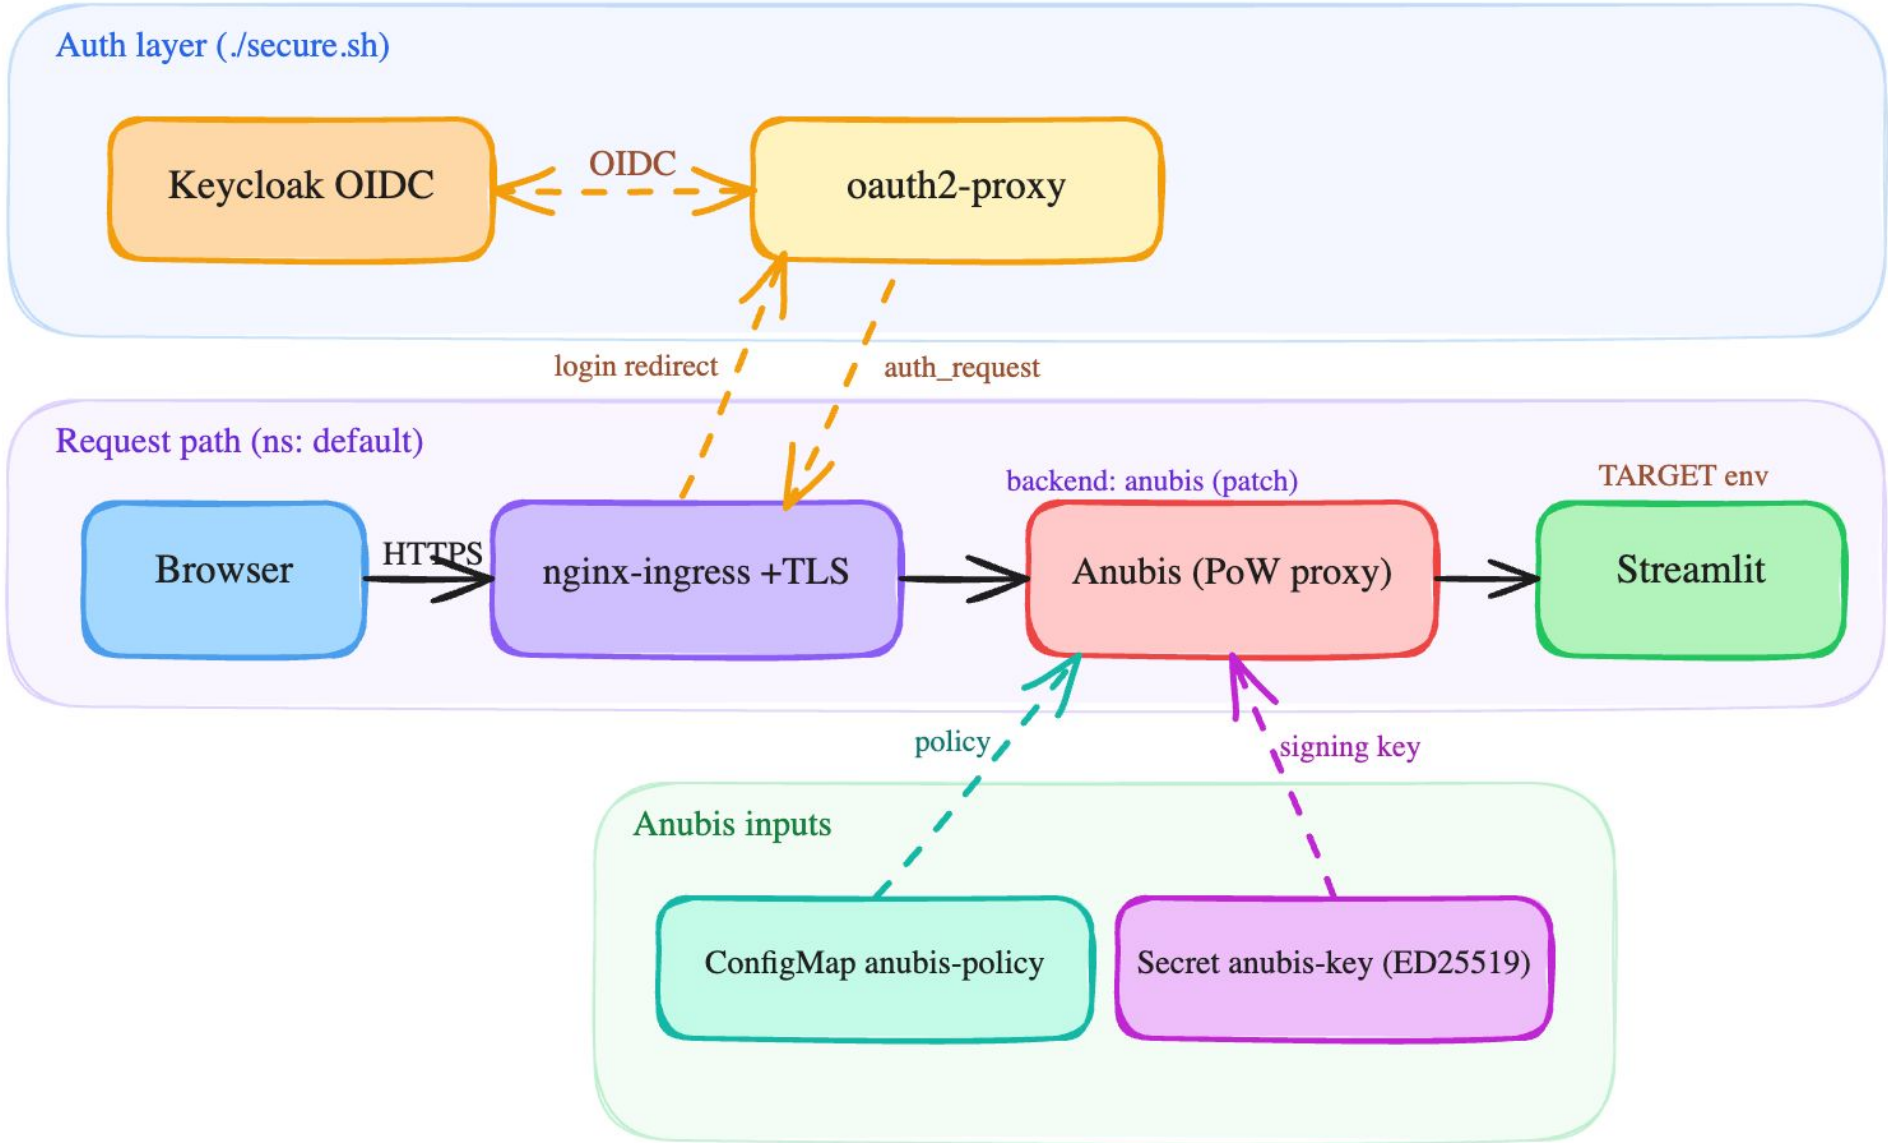 Auth layer (./secure.sh)
Keycloak OIDC
OIDC
oauth2-proxy
login redirect
auth_request
Request path (ns: default)
backend: anubis (patch)
TARGET env
Browser
HTTPS
nginx-ingress +TLS
Anubis (PoW proxy)
Streamlit
policy
signing key
Anubis inputs
ConfigMap anubis-policy
Secret anubis-key (ED25519)